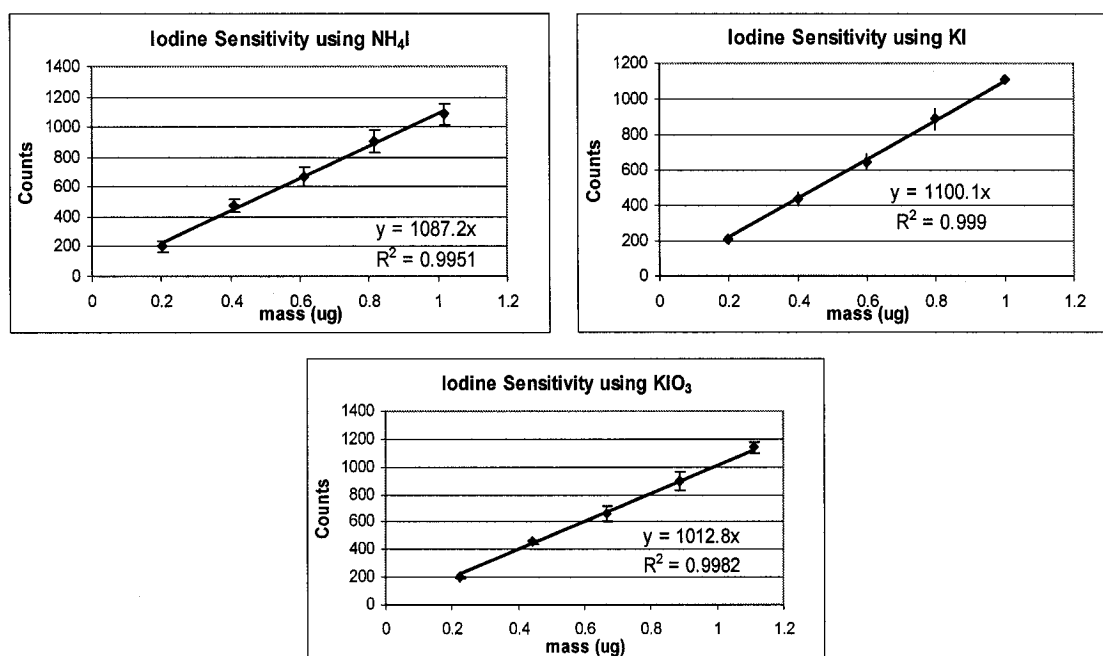 Iodine Sensitivity using NH₄I
1400
1200
1000
800
600
400
200
0
Counts
y = 1087.2x
R² = 0.9951
0 0.2 0.4 0.6 0.8 1 1.2
mass (ug)
Iodine Sensitivity using KI
1200
1000
800
600
400
200
0
Counts
y = 1100.1x
R² = 0.999
0 0.2 0.4 0.6 0.8 1 1.2
mass (ug)
Iodine Sensitivity using KIO₃
1400
1200
1000
800
600
400
200
0
Counts
y = 1012.8x
R² = 0.9982
0 0.2 0.4 0.6 0.8 1 1.2
mass (ug)